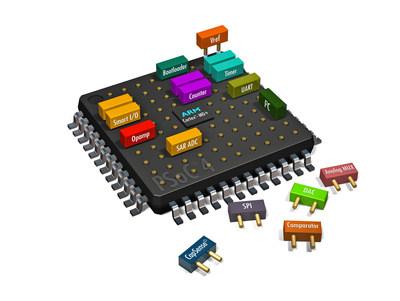 Vref
Bootloader
Timer
Counter
UART
I²C
ARM
Cortex-M0+
Smart I/O
Opamp
SAR ADC
PSoC 4
Analog MUX
DAC
SPI
Comparator
CapSense